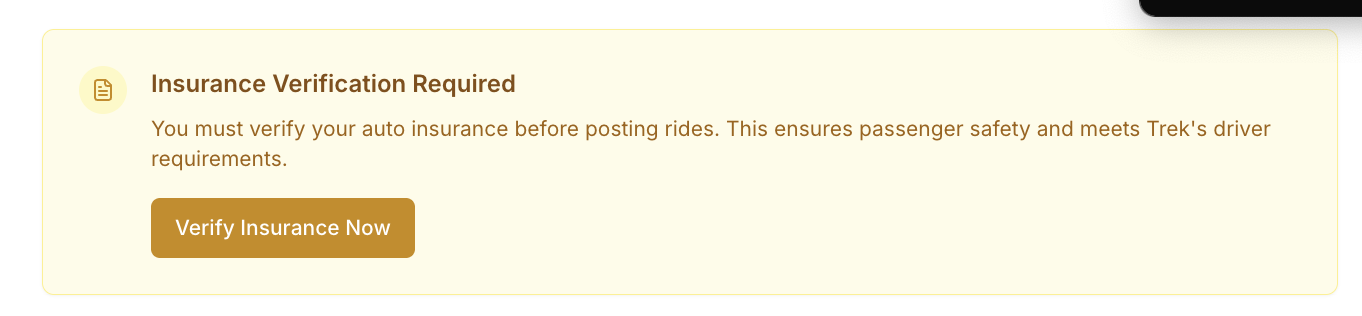 Insurance Verification Required
You must verify your auto insurance before posting rides. This ensures passenger safety and meets Trek's driver
requirements.
Verify Insurance Now